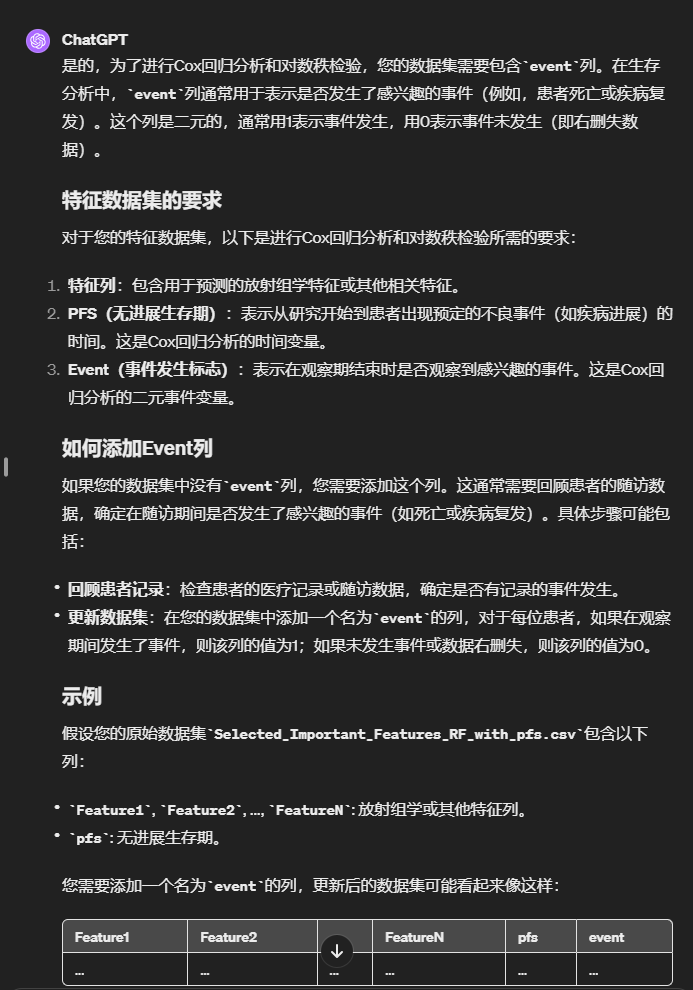 ChatGPT
是的，为了进行Cox回归分析和对数秩检验，您的数据集需要包含`event`列。在生存
分析中，`event`列通常用于表示是否发生了感兴趣的事件（例如，患者死亡或疾病复
发）。这个列是二元的，通常用1表示事件发生，用0表示事件未发生（即右删失数
据）。
特征数据集的要求
对于您的特征数据集，以下是进行Cox回归分析和对数秩检验所需的要求：
1. 特征列：包含用于预测的放射组学特征或其他相关特征。
2. PFS（无进展生存期）：表示从研究开始到患者出现预定的不良事件（如疾病进展）的
时间。这是Cox回归分析的时间变量。
3. Event（事件发生标志）：表示在观察期结束时是否观察到感兴趣的事件。这是Cox回
归分析的二元事件变量。
如何添加Event列
如果您的数据集中没有`event`列，您需要添加这个列。这通常需要回顾患者的随访数
据，确定在随访期间是否发生了感兴趣的事件（如死亡或疾病复发）。具体步骤可能包
括：
• 回顾患者记录：检查患者的医疗记录或随访数据，确定是否有记录的事件发生。
• 更新数据集：在您的数据集中添加一个名为`event`的列，对于每位患者，如果在观察
期间发生了事件，则该列的值为1；如果未发生事件或数据右删失，则该列的值为0。
示例
假设您的原始数据集`Selected_Important_Features_RF_with_pfs.csv`包含以下
列：
• `Feature1`, `Feature2`, ..., `FeatureN`: 放射组学或其他特征列。
• `pfs`: 无进展生存期。
您需要添加一个名为`event`的列，更新后的数据集可能看起来像这样：
Feature1 Feature2 FeatureN pfs event
... ... ... ... ... ...